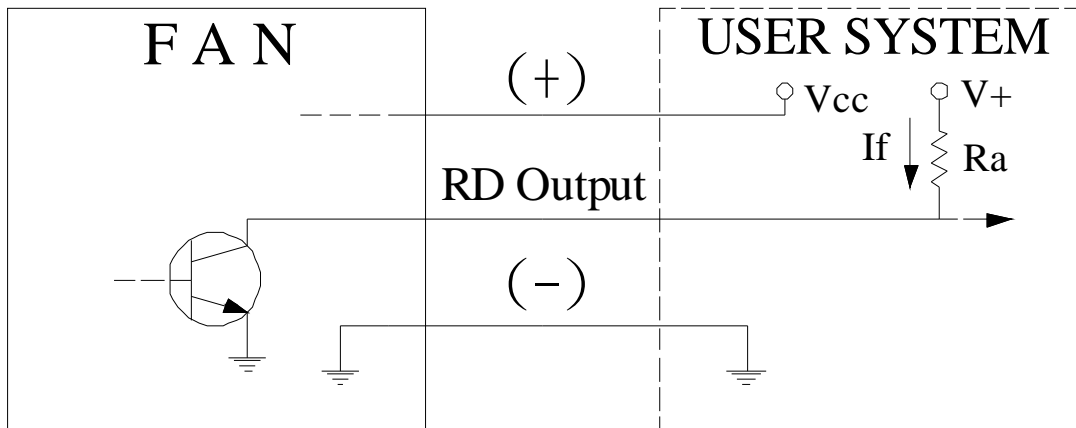 F A N
USER SYSTEM
(+)
Vcc
V+
If
Ra
RD Output
(-)